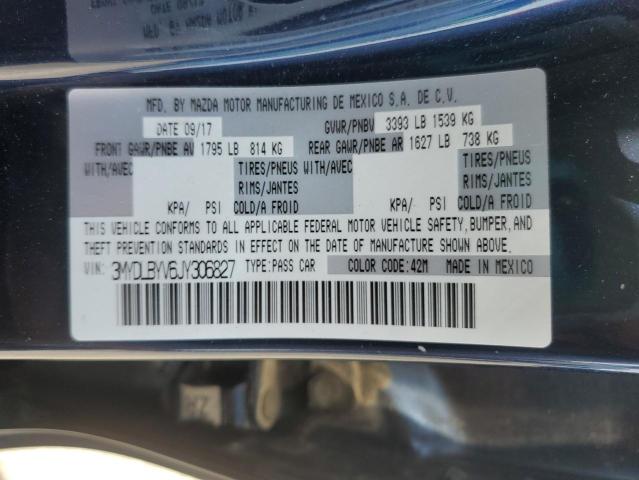 MFD. BY MAZDA MOTOR MANUFACTURING DE MEXICO S.A. DE C.V.
DATE 09/17 GVWR/PNBV 3393 LB 1539 KG
FRONT GAWR/PNBE AV 1795 LB 814 KG REAR GAWR/PNBE AR 1627 LB 738 KG
WITH/AVEC TIRES/PNEUS WITH/AVEC TIRES/PNEUS
RIMS/JANTES RIMS/JANTES
KPA/ PSI COLD/A FROID KPA/ PSI COLD/A FROID
THIS VEHICLE CONFORMS TO ALL APPLICABLE FEDERAL MOTOR VEHICLE SAFETY, BUMPER, AND
THEFT PREVENTION STANDARDS IN EFFECT ON THE DATE OF MANUFACTURE SHOWN ABOVE.
VIN: 3MYDLBYV6JY306827 TYPE:PASS CAR COLOR CODE:42M MADE IN MEXICO